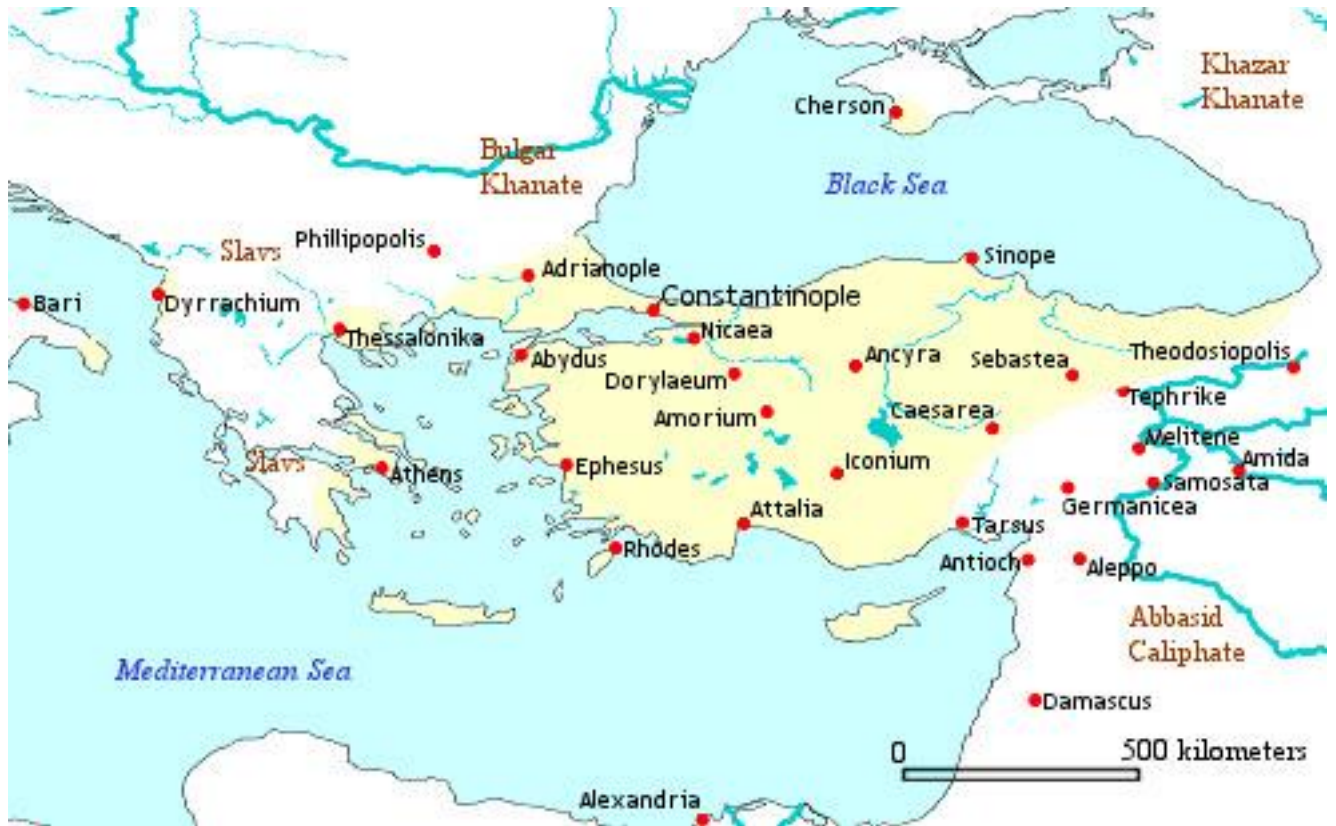 Khazar
Khanate
Cherson
Bulgar
Khanate
Black Sea
Phillipopolis
Slavs
Adrianople
Sinope
Bari
Dyrrachium
Constantinople
Thessalonika
Nicaea
Abydus
Ancyra
Sebastea
Theodosiopolis
Dorylaeum
Tephrike
Amorium
Caesarea
Melitene
Slavs
Athens
Ephesus
Iconium
Amida
Samosata
Germanicea
Attalia
Tarsus
Rhodes
Antioch
Aleppo
Abbasid
Caliphate
Mediterranean Sea
Damascus
0
500 kilometers
Alexandria